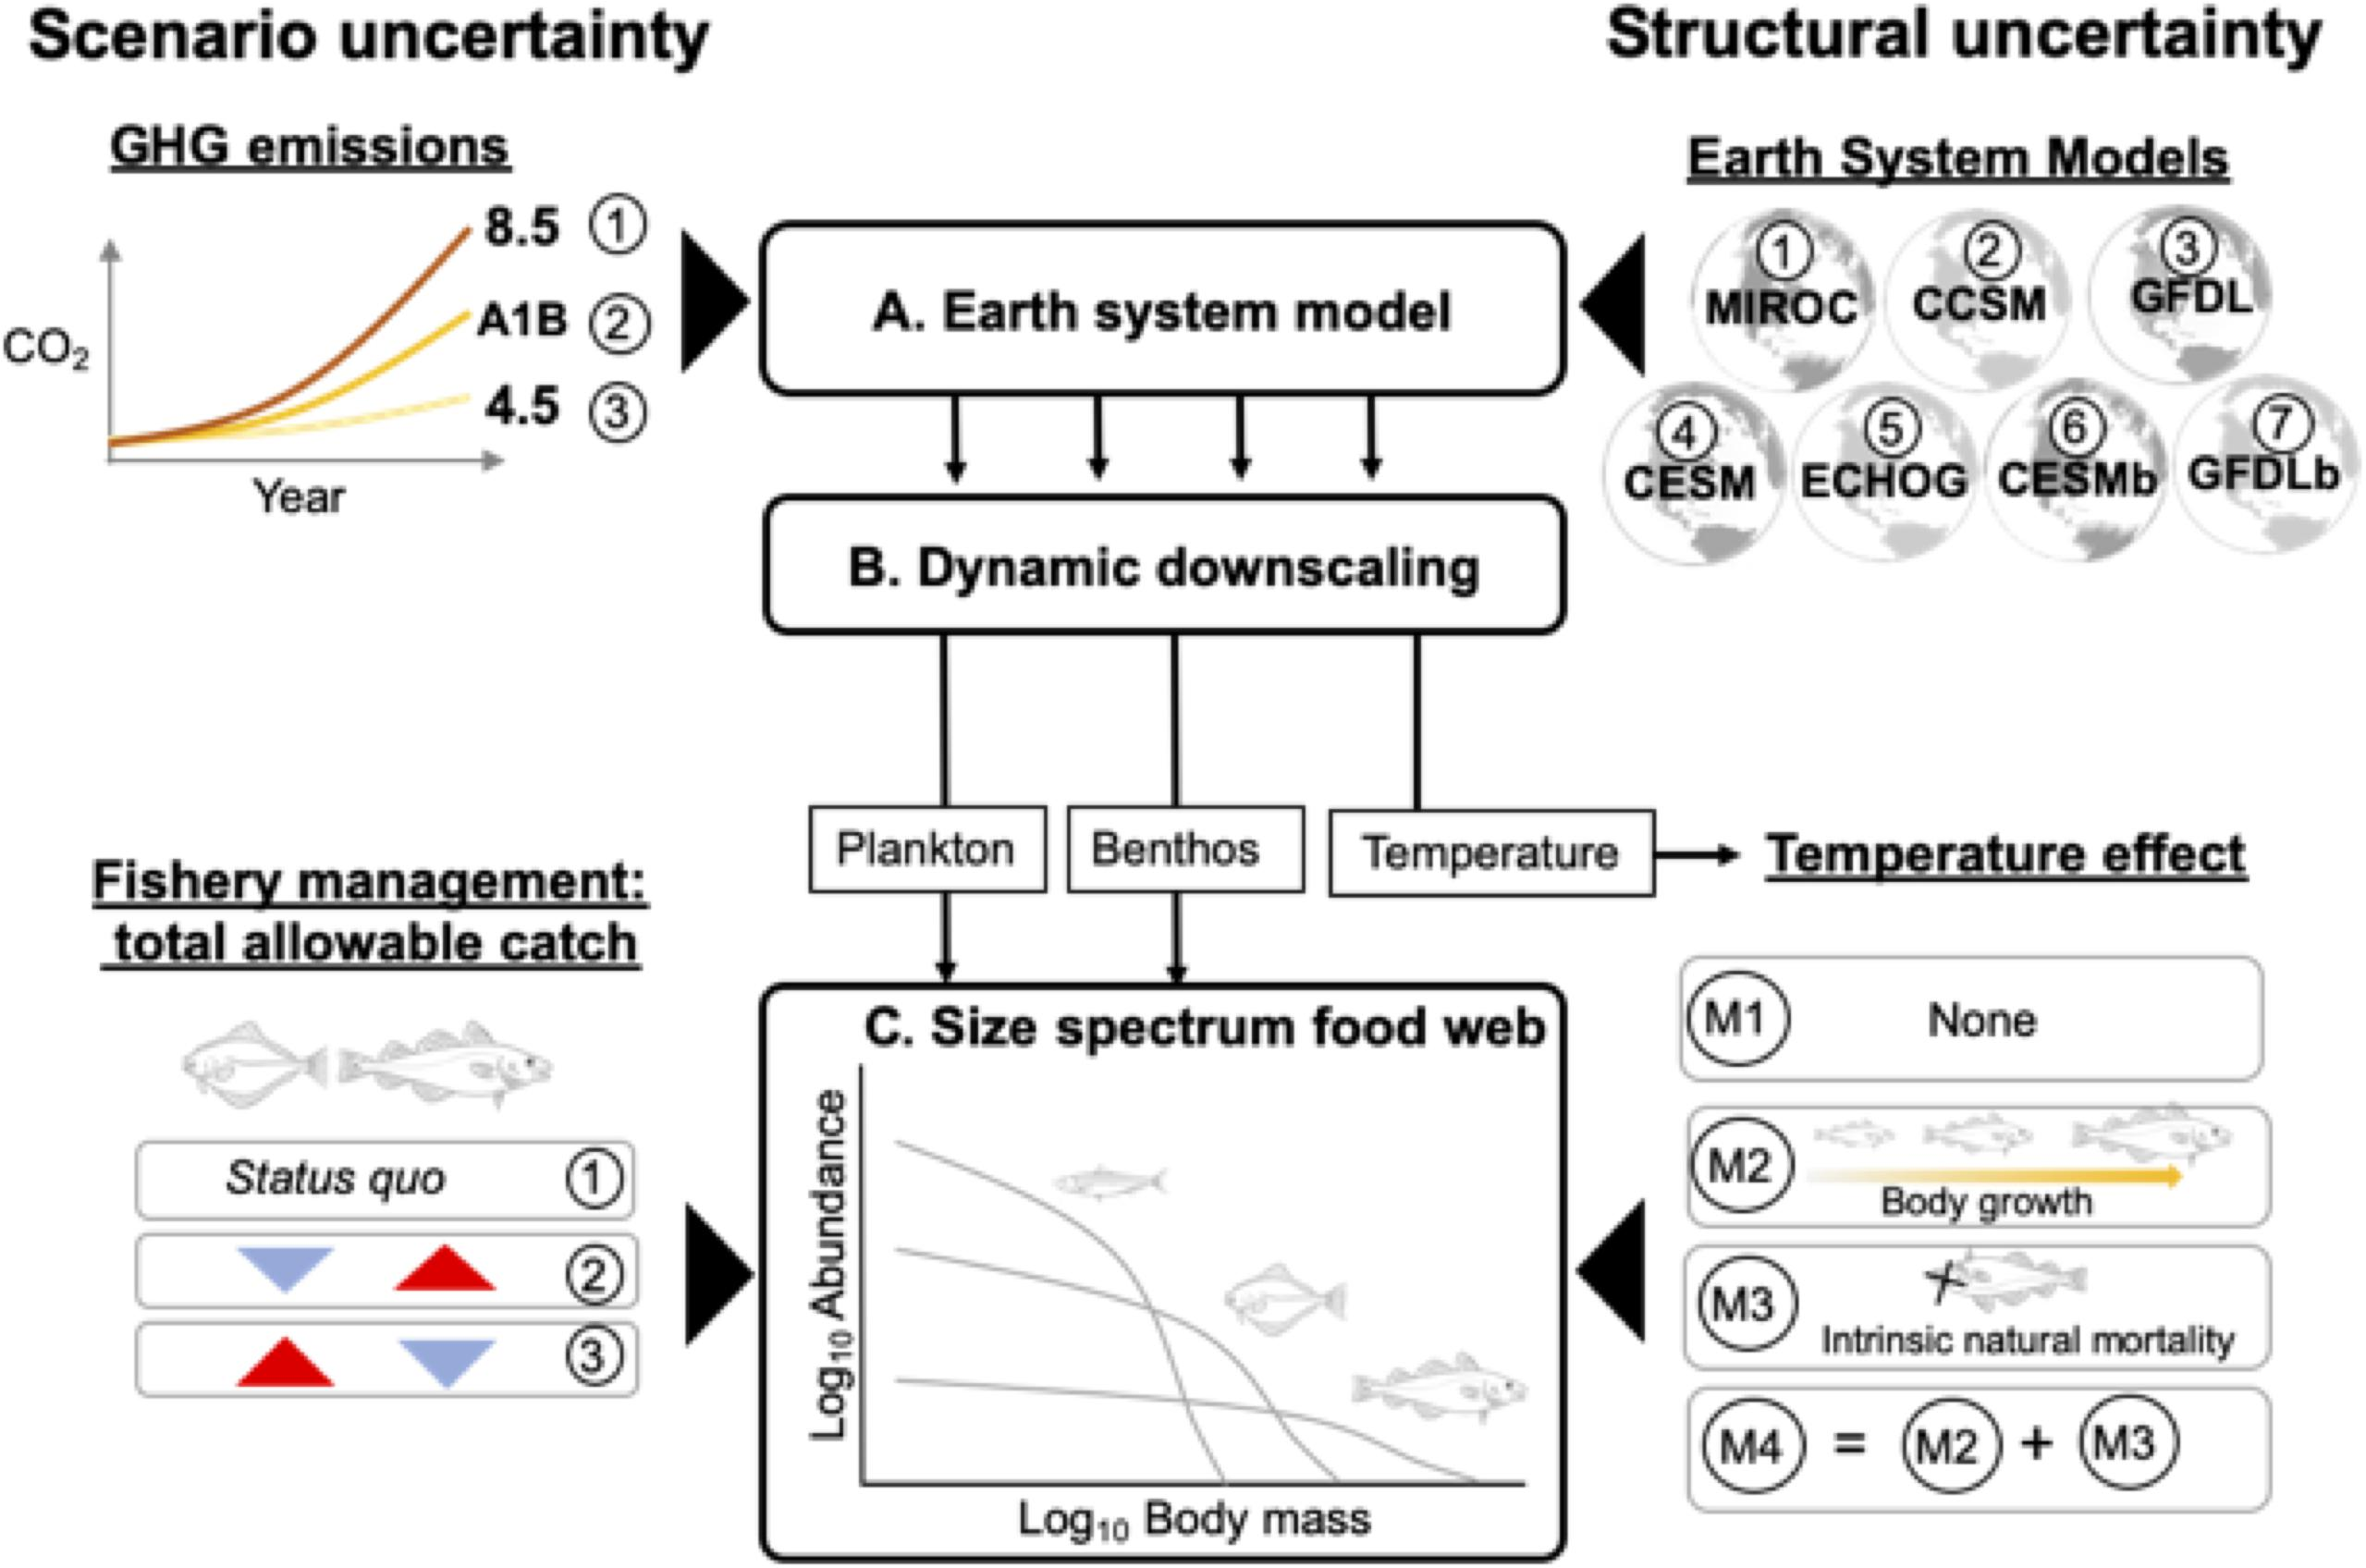 Scenario uncertainty
Structural uncertainty
GHG emissions
8.5 ①
A1B ②
4.5 ③
CO₂
Year
Earth System Models
① MIROC
② CCSM
③ GFDL
④ CESM
⑤ ECHOG
⑥ CESMb
⑦ GFDLb
A. Earth system model
B. Dynamic downscaling
Plankton
Benthos
Temperature
Temperature effect
Fishery management:
total allowable catch
Status quo ①
②
③
C. Size spectrum food web
Log₁₀ Abundance
Log₁₀ Body mass
M1 None
M2
Body growth
M3
Intrinsic natural mortality
M4 = M2 + M3